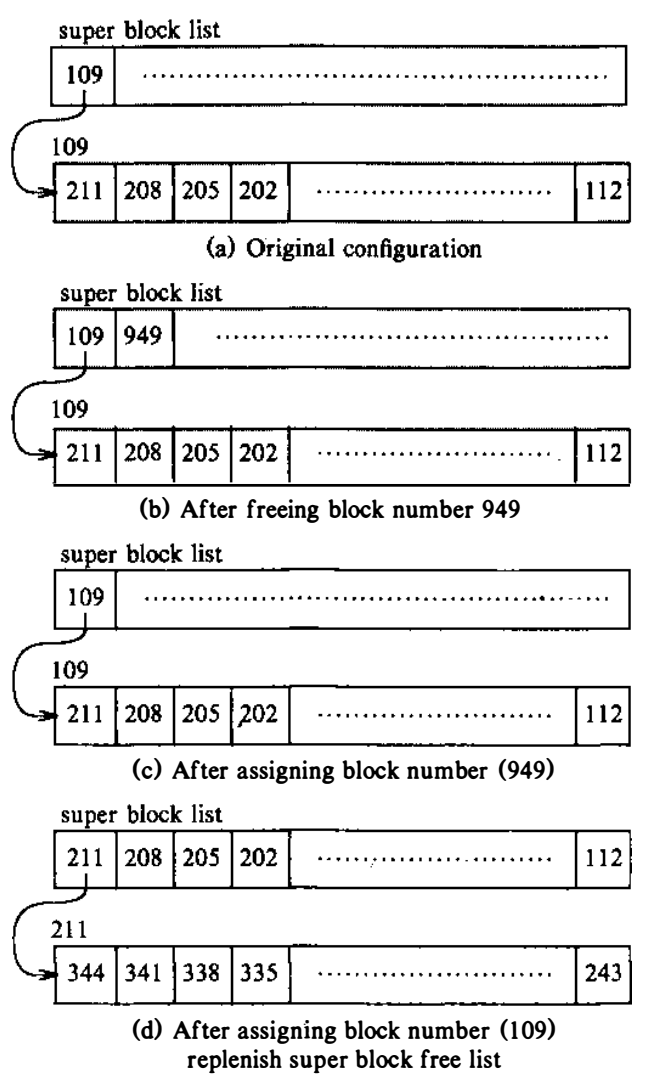 super block list
109 ........................................
109
211 208 205 202 .................... 112
(a) Original configuration
super block list
109 949 ........................................
109
211 208 205 202 .................... 112
(b) After freeing block number 949
super block list
109 ........................................
109
211 208 205 202 .................... 112
(c) After assigning block number (949)
super block list
211 208 205 202 .................... 112
211
344 341 338 335 .................... 243
(d) After assigning block number (109)
replenish super block free list